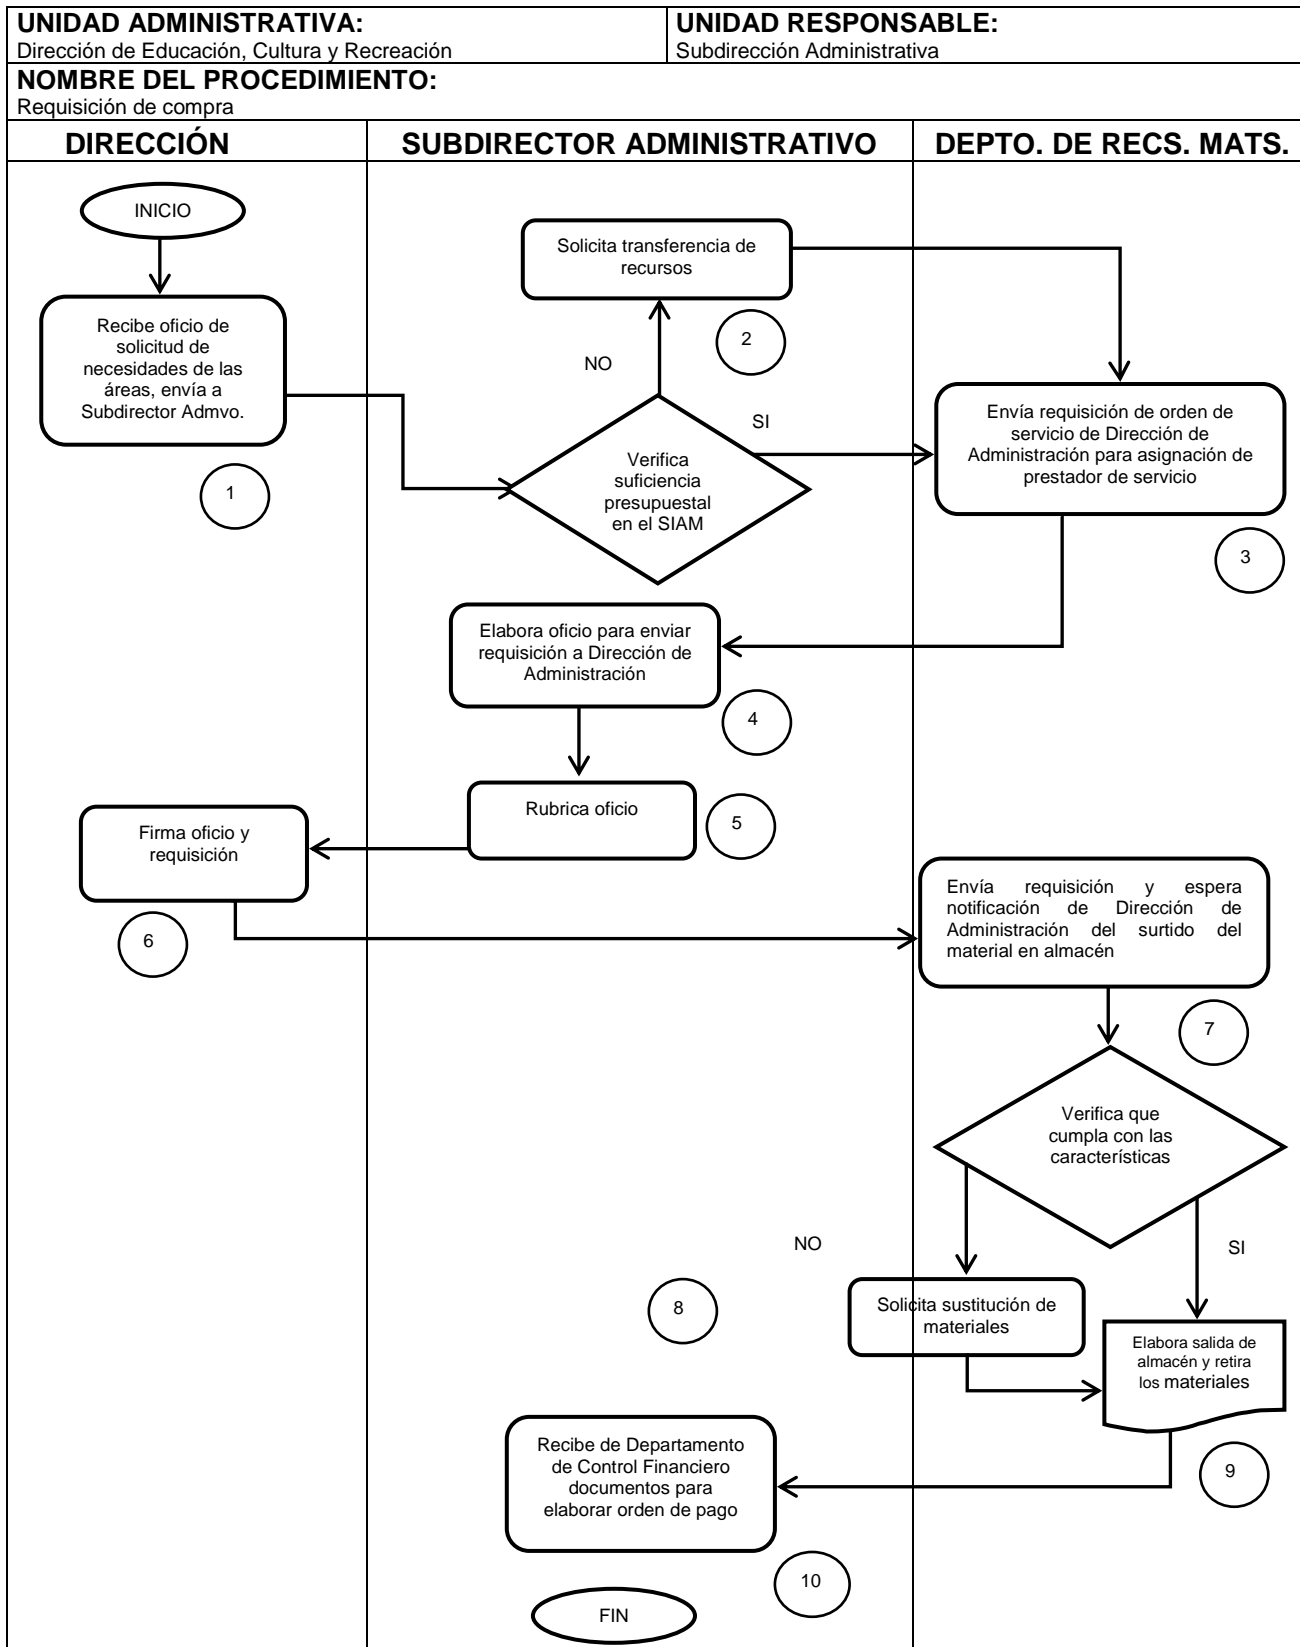 UNIDAD ADMINISTRATIVA:
Dirección de Educación, Cultura y Recreación
UNIDAD RESPONSABLE:
Subdirección Administrativa
NOMBRE DEL PROCEDIMIENTO:
Requisición de compra
DIRECCIÓN
SUBDIRECTOR ADMINISTRATIVO
DEPTO. DE RECS. MATS.
INICIO
Recibe oficio de
solicitud de
necesidades de las
áreas, envía a
Subdirector Admvo.
1
Solicita transferencia de
recursos
2
NO
SI
Verifica
suficiencia
presupuestal
en el SIAM
Envía requisición de orden de
servicio de Dirección de
Administración para asignación de
prestador de servicio
3
Elabora oficio para enviar
requisición a Dirección de
Administración
4
Rubrica oficio
5
Firma oficio y
requisición
6
Envía requisición y espera
notificación de Dirección de
Administración del surtido del
material en almacén
7
Verifica que
cumpla con las
características
NO
SI
8
Solicita sustitución de
materiales
Elabora salida de
almacén y retira
los materiales
9
Recibe de Departamento
de Control Financiero
documentos para
elaborar orden de pago
10
FIN